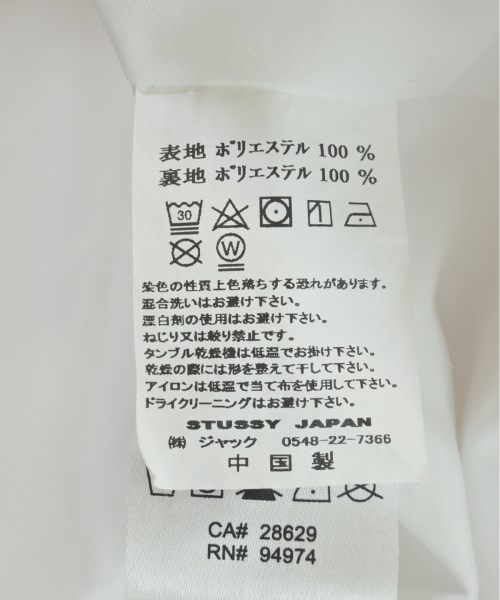 表地 ポリエステル 100 %
裏地 ポリエステル 100 %
30
W
染色の性質上色落ちする恐れがあります。
混合洗いはお避け下さい。
漂白剤の使用はお避け下さい。
ねじり又は絞り禁止です。
タンブル乾燥機は低温でお掛け下さい。
乾燥の際には形を整えて干して下さい。
アイロンは低温で当て布を使用して下さい。
ドライクリーニングはお避け下さい。
STUSSY JAPAN
㈱ ジャック 0548-22-7366
中国製
CA# 28629
RN# 94974